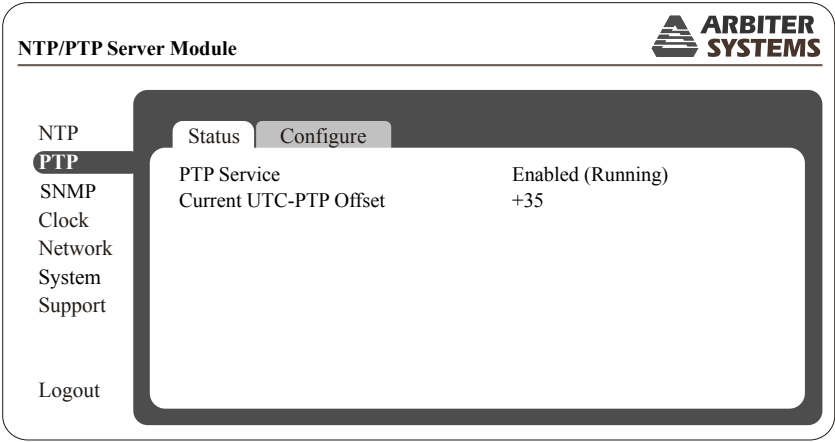 ARBITER
SYSTEMS
NTP/PTP Server Module
NTP
PTP
SNMP
Clock
Network
System
Support
Logout
Status Configure
PTP Service Enabled (Running)
Current UTC-PTP Offset +35